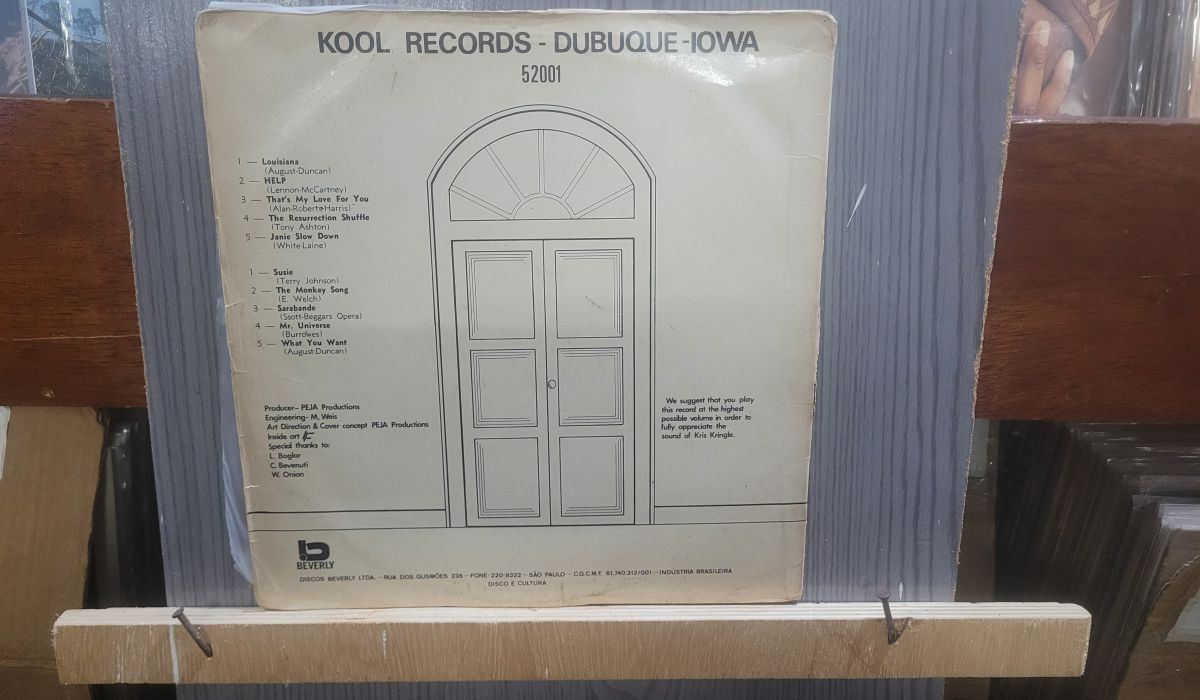 KOOL RECORDS - DUBUQUE-IOWA
52001
1 — Louisiana
(August-Duncan)
2 — HELP
(Lennon-McCartney)
3 — That's My Love For You
(Alan-Roberts-Harris)
4 — The Resurrection Shuffle
(Tony Ashton)
5 — Janie Slow Down
(White-Laine)
1 — Susie
(Terry Johnson)
2 — The Monkey Song
(E. Welch)
3 — Sarabande
(Ssott-Beggars Opera)
4 — Mr. Universe
(Burrowes)
5 — What You Want
(August-Duncan)
Producer- PEJA Productions
Engineering- M. Weis
Art Direction & Cover concept PEJA Productions
Inside art
Special thanks to:
L. Boglar
C. Bevenuti
W. Onion
We suggest that you play
this record at the highest
possible volume in order to
fully appreciate the
sound of Kris Kringle.
BEVERLY
DISCOS BEVERLY LTDA. - RUA DOS GUSMÕES 235 - FONE 220-9322 - SÃO PAULO - C.G.C.M.F. 61.740.312/001 - INDÚSTRIA BRASILEIRA
DISCO É CULTURA